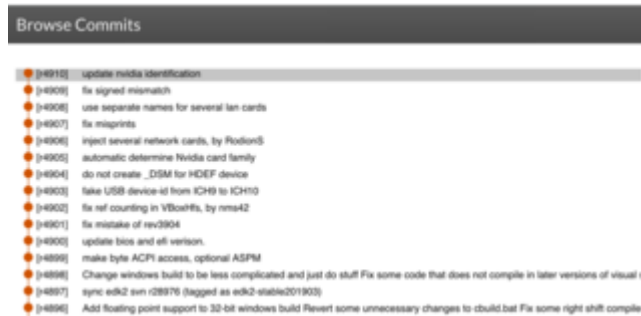 Browse Commits
[r4910] update nvidia identification
[r4909] fix signed mismatch
[r4908] use separate names for several lan cards
[r4907] fix misprints
[r4906] inject several network cards, by RodionS
[r4905] automatic determine Nvidia card family
[r4904] do not create _DSM for HDEF device
[r4903] fake USB device-id from ICH9 to ICH10
[r4902] fix ref counting in VBoxHfs, by nms42
[r4901] fix mistake of rev3904
[r4900] update bios and efi verison.
[r4899] make byte ACPI access, optional ASPM
[r4898] Change windows build to be less complicated and just do stuff Fix some code that does not compile in later versions of visual
[r4897] sync edk2 svn r28976 (tagged as edk2-stable201903)
[r4896] Add floating point support to 32-bit windows build Revert some unnecessary changes to cbuild.bat Fix some right shift compile